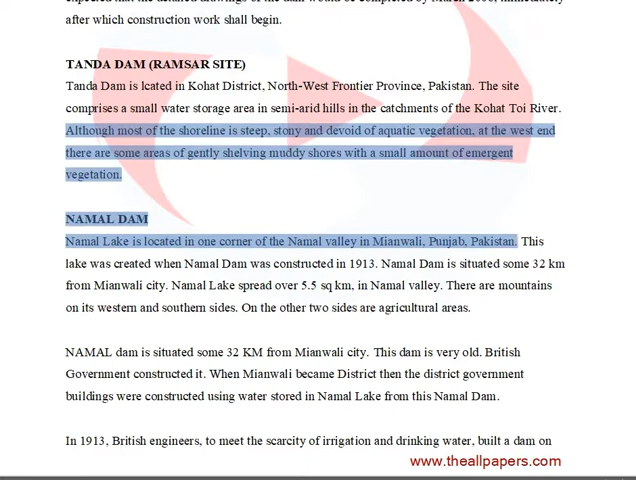 after which construction work shall begin.
TANDA DAM (RAMSAR SITE)
Tanda Dam is lcated in Kohat District, North-West Frontier Province, Pakistan. The site
comprises a small water storage area in semi-arid hills in the catchments of the Kohat Toi River.
Although most of the shoreline is steep, stony and devoid of aquatic vegetation, at the west end
there are some areas of gently shelving muddy shores with a small amount of emergent
vegetation.
NAMAL DAM
Namal Lake is located in one corner of the Namal valley in Mianwali, Punjab, Pakistan. This
lake was created when Namal Dam was constructed in 1913. Namal Dam is situated some 32 km
from Mianwali city. Namal Lake spread over 5.5 sq km, in Namal valley. There are mountains
on its western and southern sides. On the other two sides are agricultural areas.
NAMAL dam is situated some 32 KM from Mianwali city. This dam is very old. British
Government constructed it. When Mianwali became District then the district government
buildings were constructed using water stored in Namal Lake from this Namal Dam.
In 1913, British engineers, to meet the scarcity of irrigation and drinking water, built a dam on
www.theallpapers.com